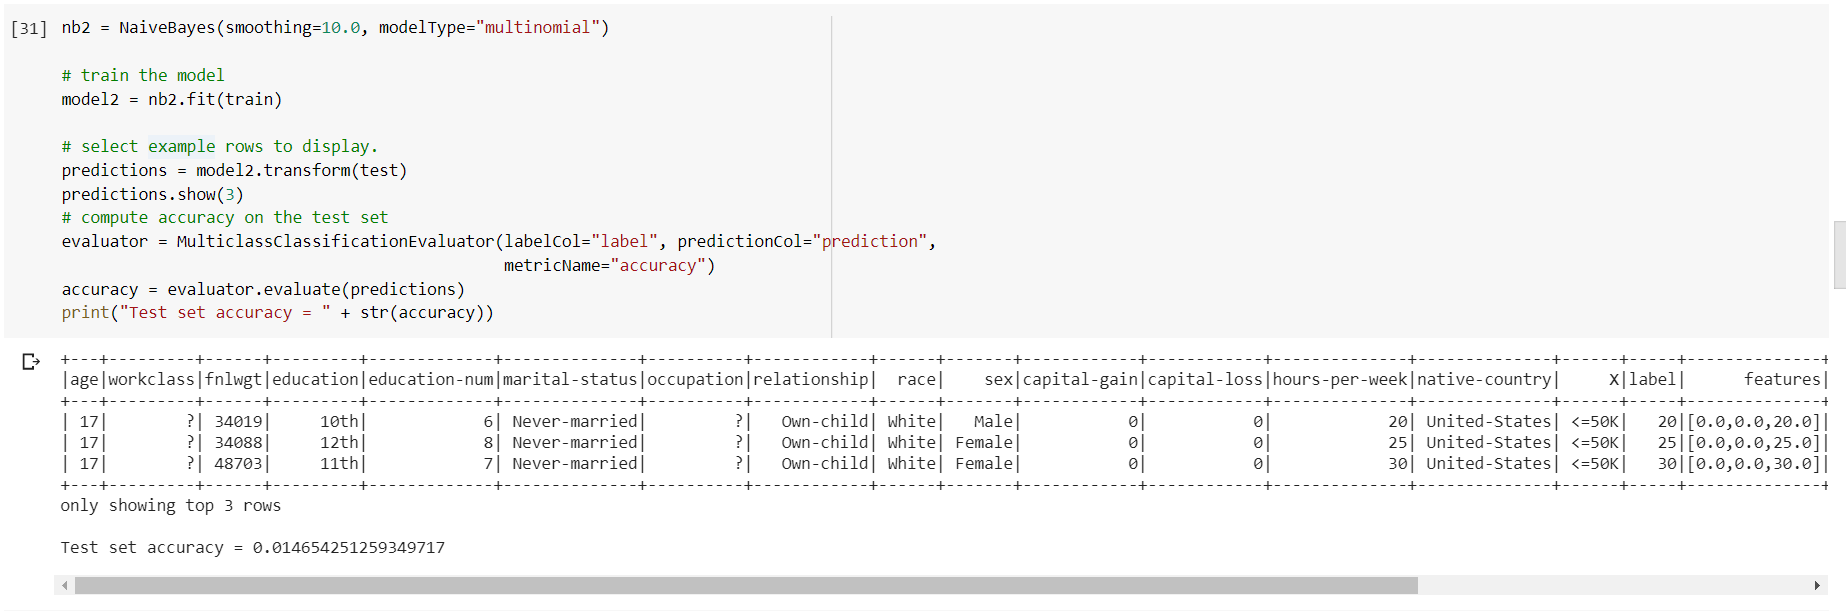 [31] nb2 = NaiveBayes(smoothing=10.0, modelType="multinomial")
# train the model
model2 = nb2.fit(train)
# select example rows to display.
predictions = model2.transform(test)
predictions.show(3)
# compute accuracy on the test set
evaluator = MulticlassClassificationEvaluator(labelCol="label", predictionCol="prediction",
metricName="accuracy")
accuracy = evaluator.evaluate(predictions)
print("Test set accuracy = " + str(accuracy))
+---+---------+------+---------+-------------+--------------+----------+------------+------+-------+------------+------------+--------------+--------------+------+-----+--------------+
|age|workclass|fnlwgt|education|education-num|marital-status|occupation|relationship|  race|    sex|capital-gain|capital-loss|hours-per-week|native-country|     X|label|      features|
+---+---------+------+---------+-------------+--------------+----------+------------+------+-------+------------+------------+--------------+--------------+------+-----+--------------+
| 17|        ?| 34019|     10th|            6| Never-married|         ?|   Own-child| White|   Male|           0|           0|            20| United-States| <=50K|   20|[0.0,0.0,20.0]|
| 17|        ?| 34088|     12th|            8| Never-married|         ?|   Own-child| White| Female|           0|           0|            25| United-States| <=50K|   25|[0.0,0.0,25.0]|
| 17|        ?| 48703|     11th|            7| Never-married|         ?|   Own-child| White| Female|           0|           0|            30| United-States| <=50K|   30|[0.0,0.0,30.0]|
+---+---------+------+---------+-------------+--------------+----------+------------+------+-------+------------+------------+--------------+--------------+------+-----+--------------+
only showing top 3 rows
Test set accuracy = 0.014654251259349717